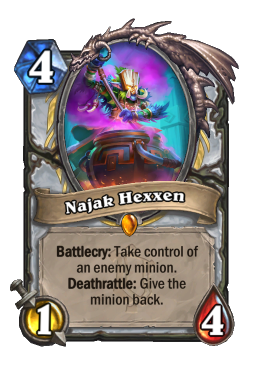 4
Najak Hexxen
Battlecry: Take control of
an enemy minion.
Deathrattle: Give the
minion back.
1
4